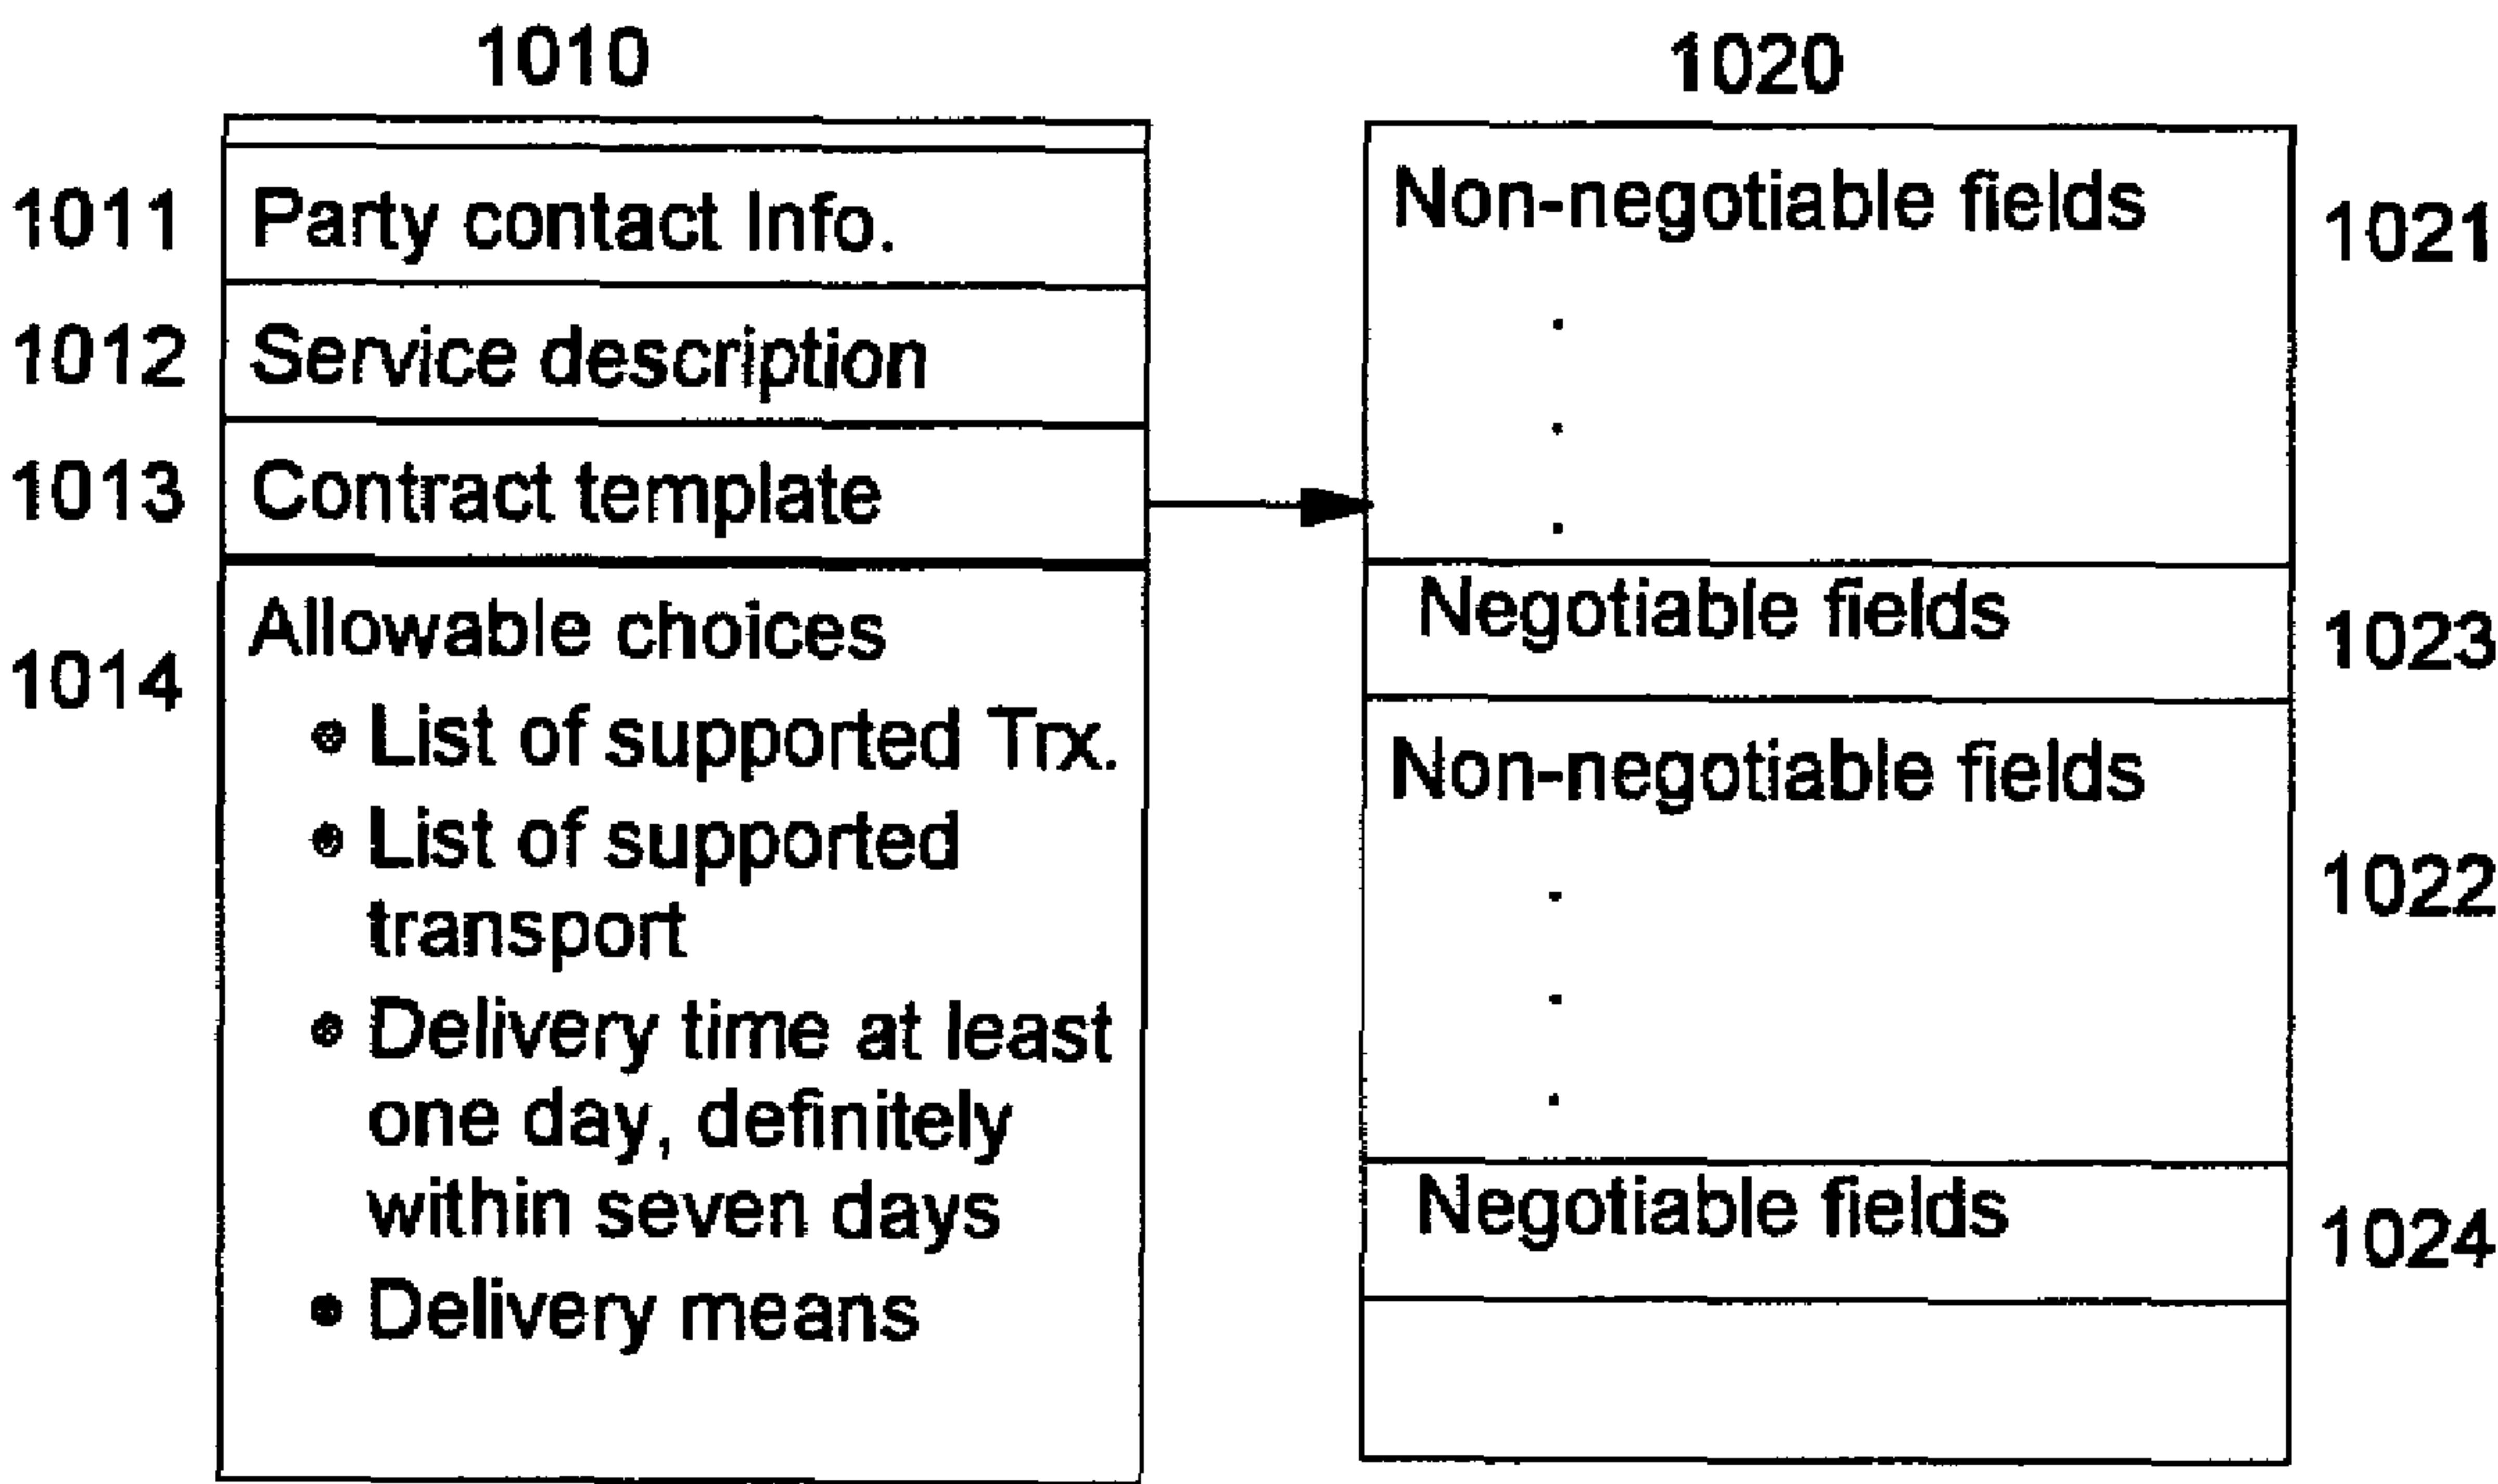 1010
1011 Party contact Info.
1012 Service description
1013 Contract template
1014 Allowable choices
• List of supported Trx.
• List of supported
transport
• Delivery time at least
one day, definitely
within seven days
• Delivery means
1020
Non-negotiable fields 1021
Negotiable fields 1023
Non-negotiable fields 1022
Negotiable fields 1024